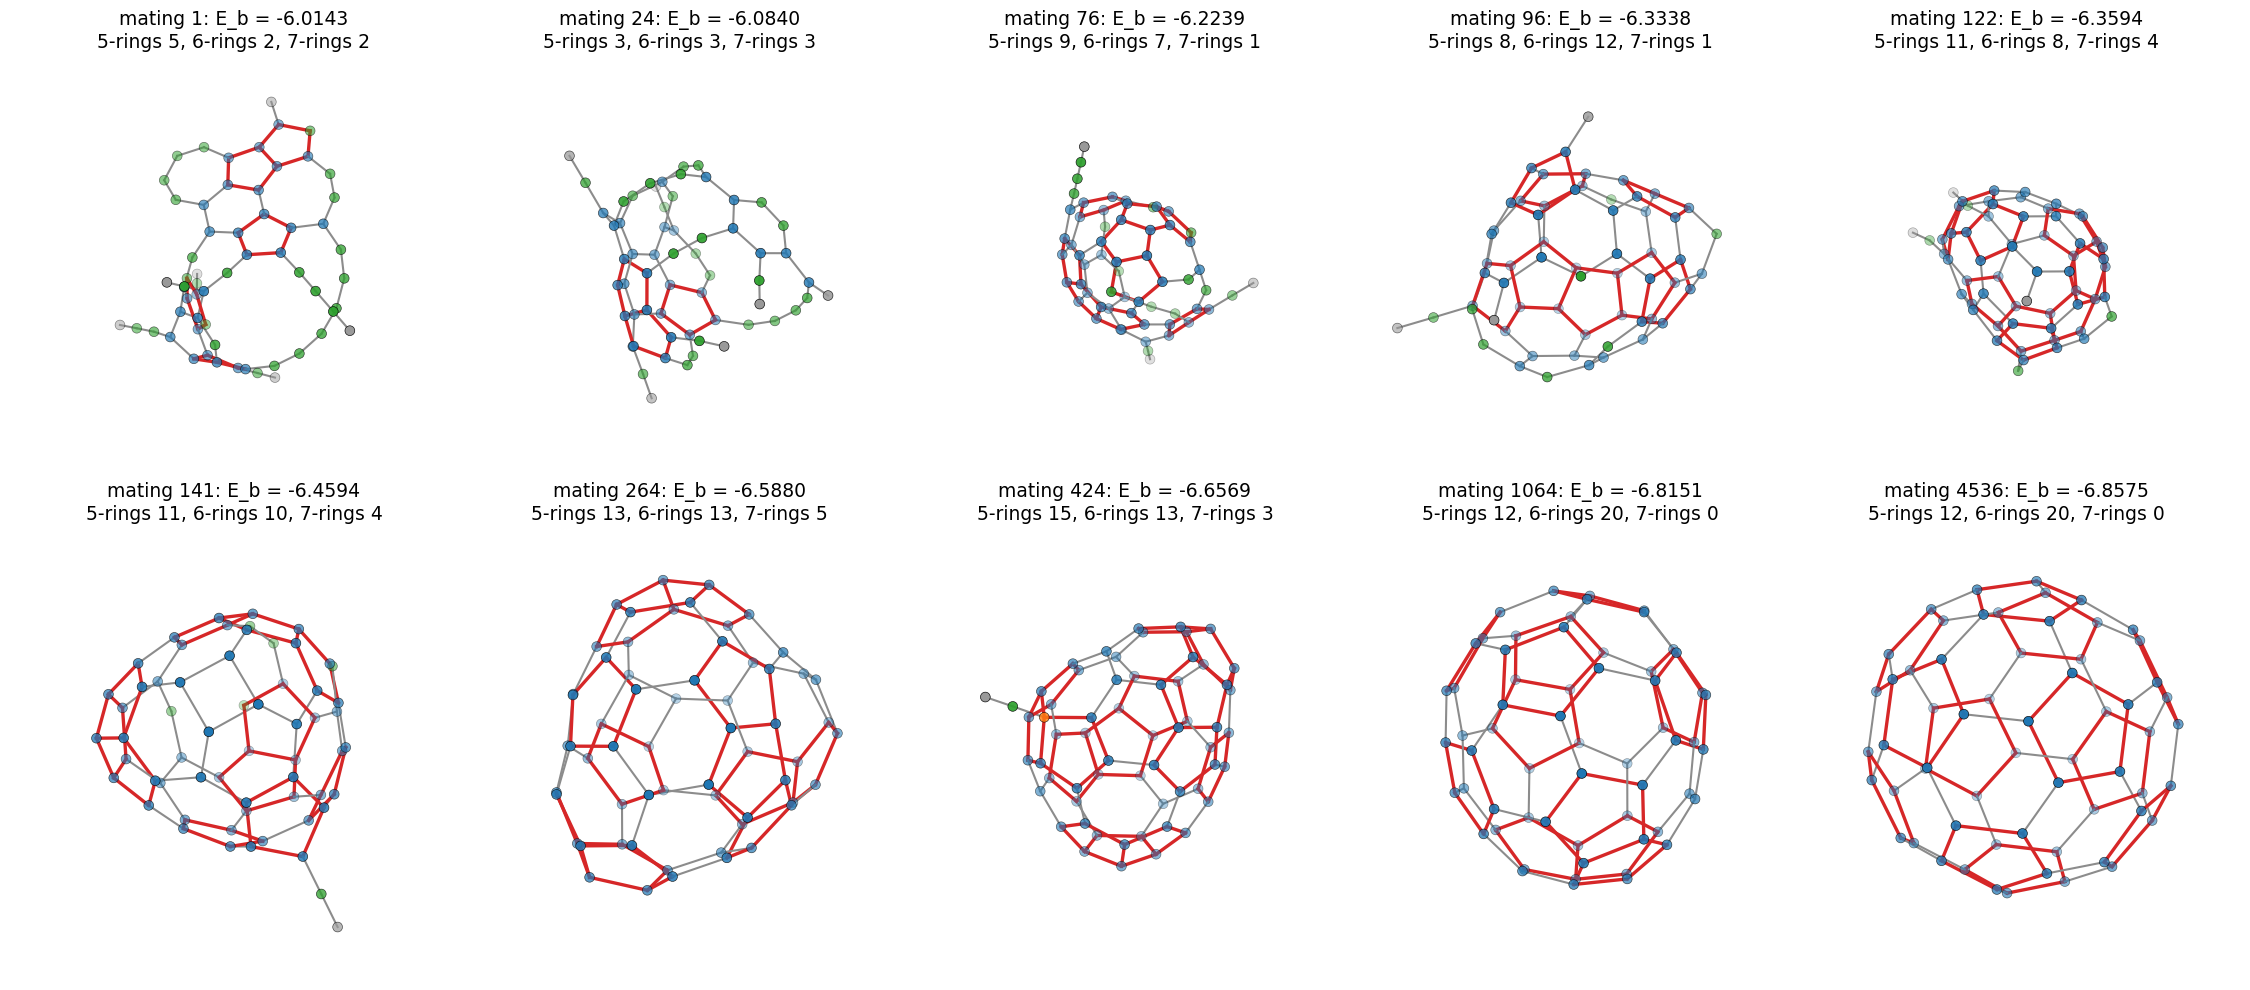 mating 1: E_b = -6.0143
5-rings 5, 6-rings 2, 7-rings 2
mating 24: E_b = -6.0840
5-rings 3, 6-rings 3, 7-rings 3
mating 76: E_b = -6.2239
5-rings 9, 6-rings 7, 7-rings 1
mating 96: E_b = -6.3338
5-rings 8, 6-rings 12, 7-rings 1
mating 122: E_b = -6.3594
5-rings 11, 6-rings 8, 7-rings 4
mating 141: E_b = -6.4594
5-rings 11, 6-rings 10, 7-rings 4
mating 264: E_b = -6.5880
5-rings 13, 6-rings 13, 7-rings 5
mating 424: E_b = -6.6569
5-rings 15, 6-rings 13, 7-rings 3
mating 1064: E_b = -6.8151
5-rings 12, 6-rings 20, 7-rings 0
mating 4536: E_b = -6.8575
5-rings 12, 6-rings 20, 7-rings 0